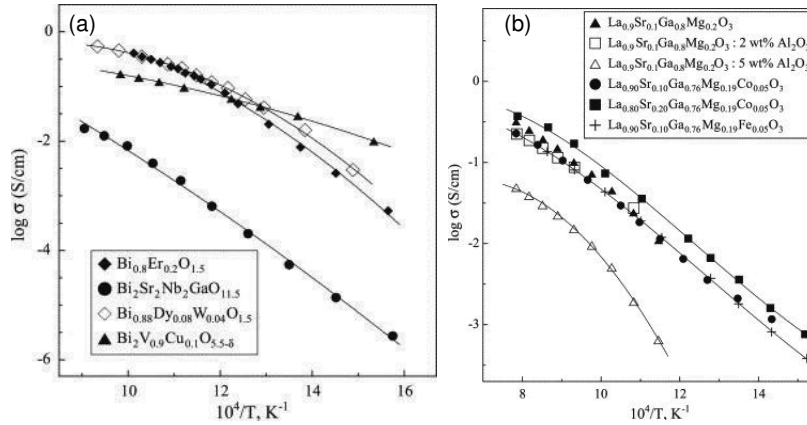 (a)
0
-2
-4
-6
log σ (S/cm)
10
12
14
16
10⁴/T, K⁻¹
Bi₀.₈Er₀.₂O₁.₅
Bi₂Sr₂Nb₂GaO₁₁.₅
Bi₀.₈₈Dy₀.₀₈W₀.₀₄O₁.₅
Bi₂V₀.₉Cu₀.₁O₅.₅₋δ
(b)
0
-1
-2
-3
log σ (S/cm)
8
10
12
14
10⁴/T, K⁻¹
La₀.₉Sr₀.₁Ga₀.₈Mg₀.₂O₃
La₀.₉Sr₀.₁Ga₀.₈Mg₀.₂O₃ : 2 wt% Al₂O₃
La₀.₉Sr₀.₁Ga₀.₈Mg₀.₂O₃ : 5 wt% Al₂O₃
La₀.₉₀Sr₀.₁₀Ga₀.₇₆Mg₀.₁₉Co₀.₀₅O₃
La₀.₈₀Sr₀.₂₀Ga₀.₇₆Mg₀.₁₉Co₀.₀₅O₃
La₀.₉₀Sr₀.₁₀Ga₀.₇₆Mg₀.₁₉Fe₀.₀₅O₃